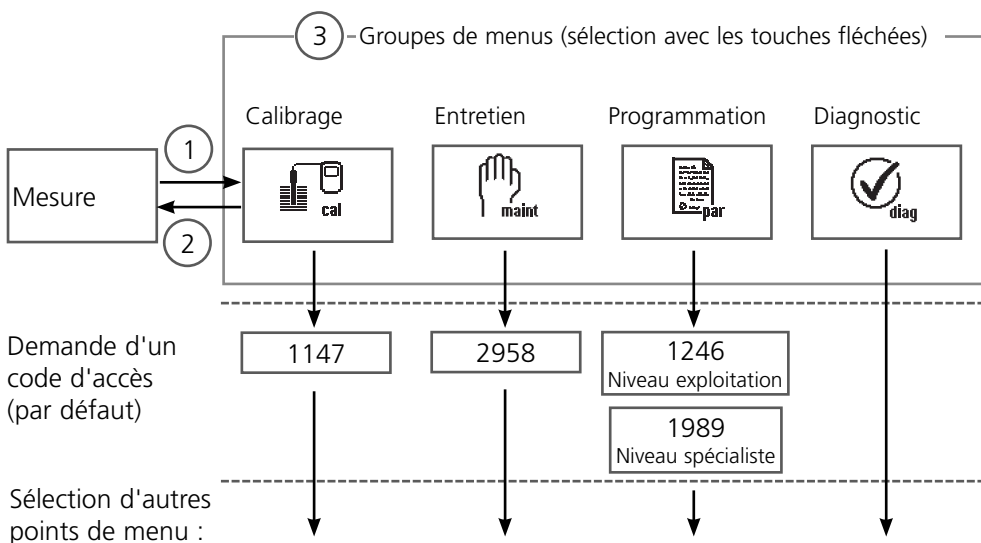 3
Groupes de menus (sélection avec les touches fléchées)
Calibrage
Entretien
Programmation
Diagnostic
Mesure
1
2
cal
maint
par
diag
Demande d'un
code d'accès
(par défaut)
1147
2958
1246
Niveau exploitation
1989
Niveau spécialiste
Sélection d'autres
points de menu :